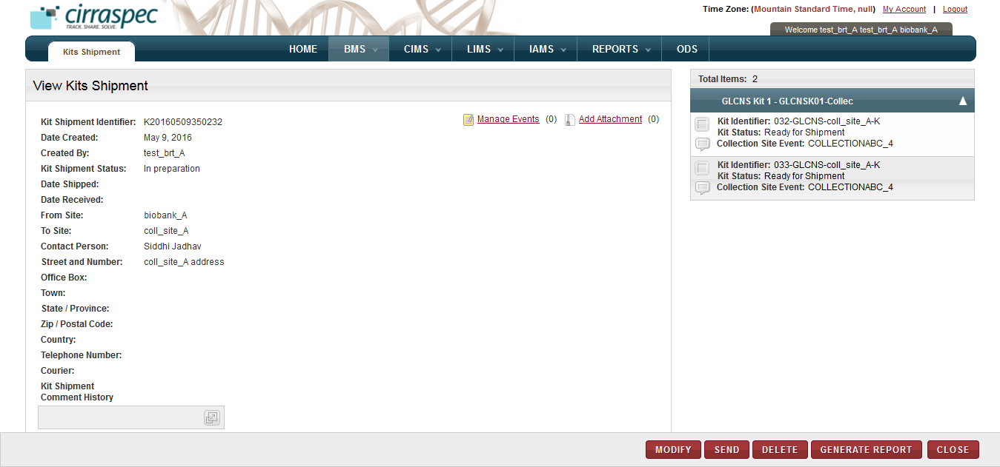 cirraspec
TRACK. SHARE. SOLVE.
Time Zone: (Mountain Standard Time, null) My Account | Logout
Welcome test_brt_A test_brt_A biobank_A
Kits Shipment
HOME BMS CIMS LIMS IAMS REPORTS ODS
View Kits Shipment
Kit Shipment Identifier: K20160509350232
Manage Events (0) Add Attachment (0)
Date Created: May 9, 2016
Created By: test_brt_A
Kit Shipment Status: In preparation
Date Shipped:
Date Received:
From Site: biobank_A
To Site: coll_site_A
Contact Person: Siddhi Jadhav
Street and Number: coll_site_A address
Office Box:
Town:
State / Province:
Zip / Postal Code:
Country:
Telephone Number:
Courier:
Kit Shipment
Comment History
Total Items: 2
GLCNS Kit 1 - GLCNSK01-Collec
Kit Identifier: 032-GLCNS-coll_site_A-K
Kit Status: Ready for Shipment
Collection Site Event: COLLECTIONABC_4
Kit Identifier: 033-GLCNS-coll_site_A-K
Kit Status: Ready for Shipment
Collection Site Event: COLLECTIONABC_4
MODIFY SEND DELETE GENERATE REPORT CLOSE